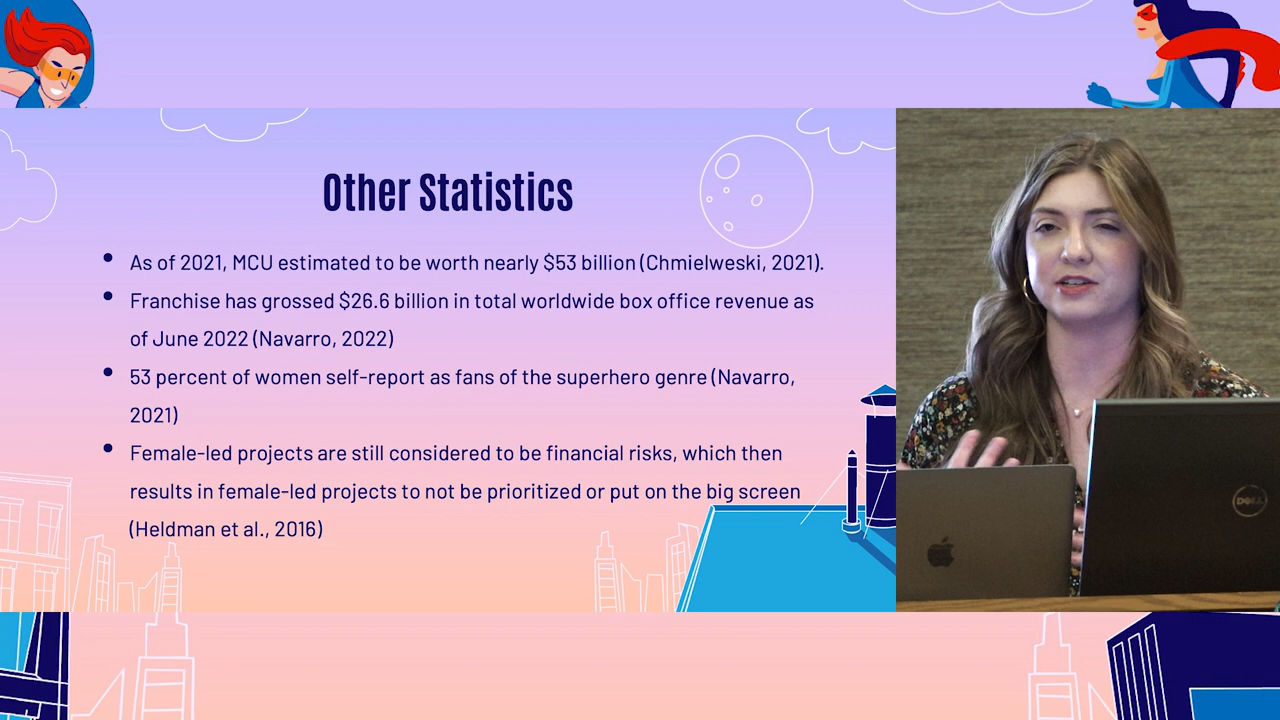 Other Statistics
As of 2021, MCU estimated to be worth nearly $53 billion (Chmielweski, 2021).
Franchise has grossed $26.6 billion in total worldwide box office revenue as
of June 2022 (Navarro, 2022)
53 percent of women self-report as fans of the superhero genre (Navarro,
2021)
Female-led projects are still considered to be financial risks, which then
results in female-led projects to not be prioritized or put on the big screen
(Heldman et al., 2016)
DELL